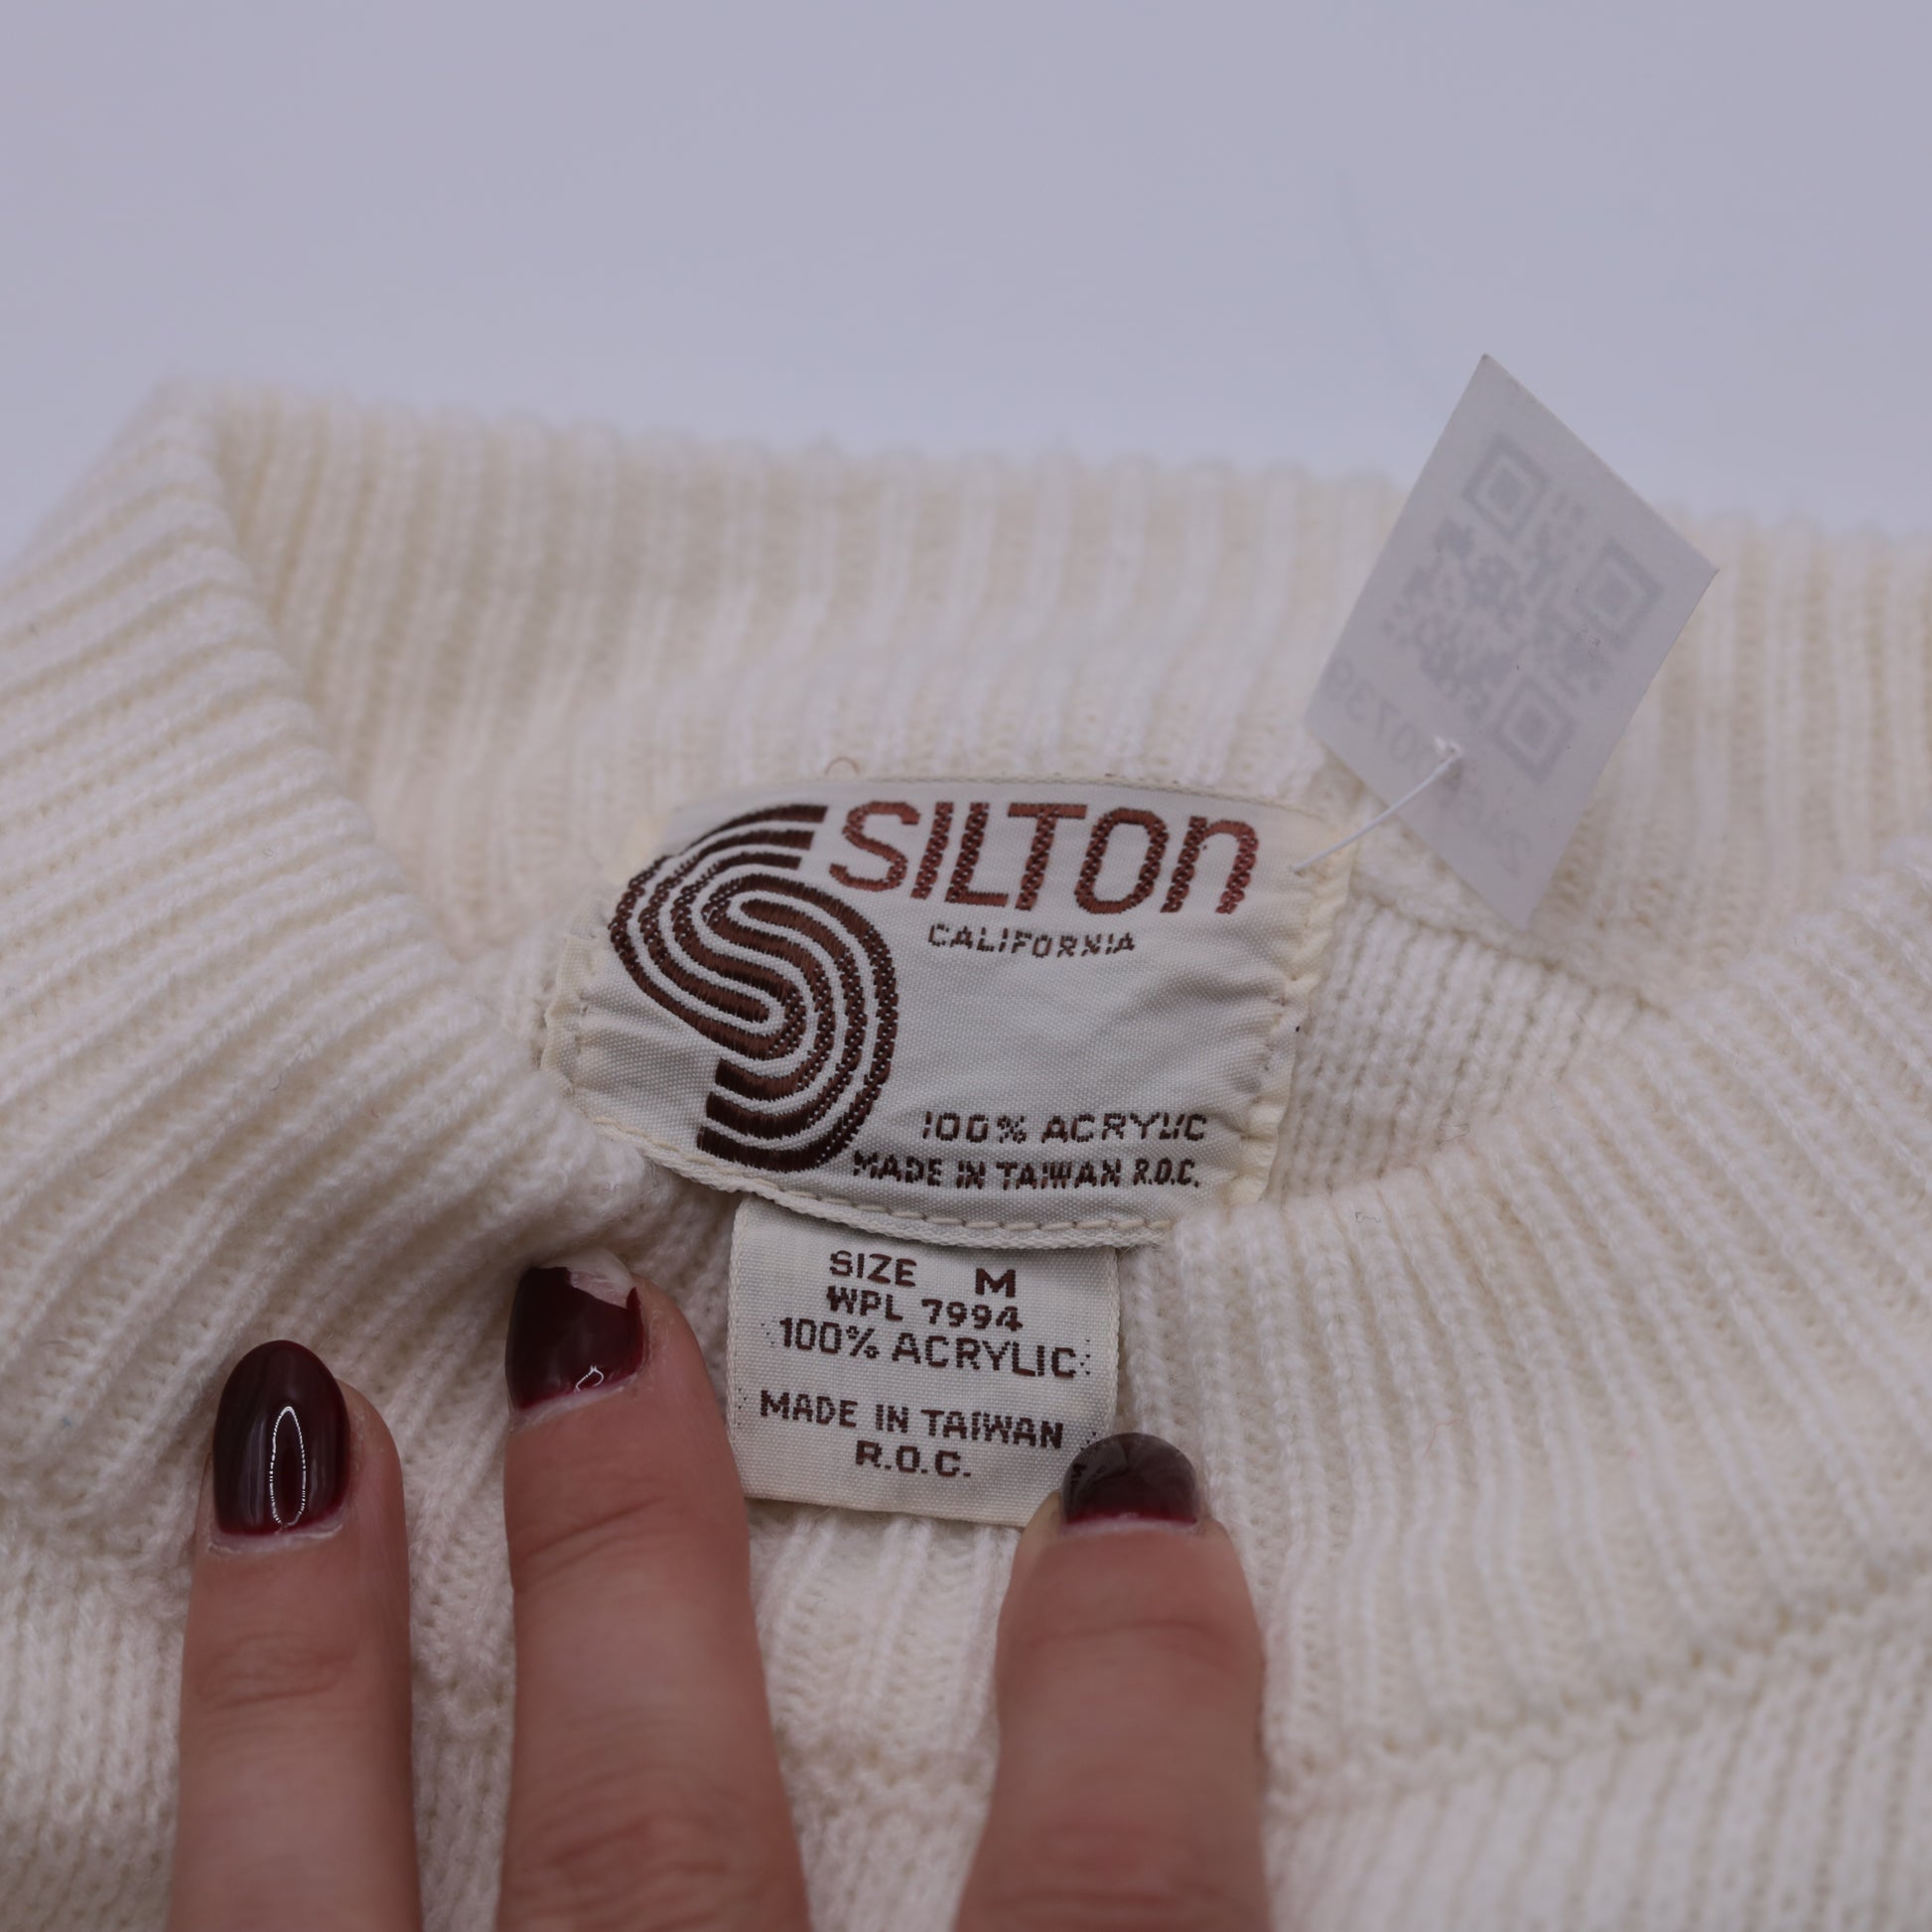 SILTON
CALIFORNIA
100% ACRYLIC
MADE IN TAIWAN R.O.C.
SIZE M
WPL 7994
100% ACRYLIC
MADE IN TAIWAN
R.O.C.